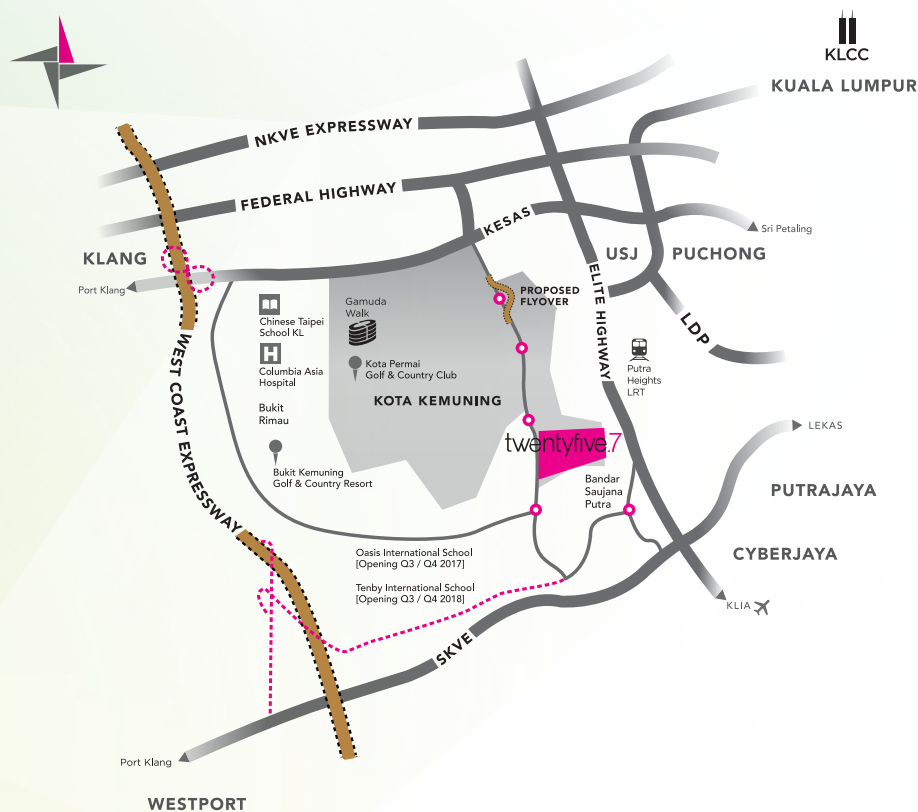 KLCC
KUALA LUMPUR
NKVE EXPRESSWAY
FEDERAL HIGHWAY
KESAS
Sri Petaling
KLANG
USJ
PUCHONG
Port Klang
ELITE HIGHWAY
PROPOSED
FLYOVER
Chinese Taipei
School KL
Gamuda
Walk
LDP
WEST COAST EXPRESSWAY
Columbia Asia
Hospital
Kota Permai
Golf & Country Club
Putra
Heights
LRT
KOTA KEMUNING
Bukit
Rimau
twentyfive.7
LEKAS
Bukit Kemuning
Golf & Country Resort
Bandar
Saujana
Putra
PUTRAJAYA
Oasis International School
[Opening Q3 / Q4 2017]
CYBERJAYA
Tenby International School
[Opening Q3 / Q4 2018]
KLIA
SKVE
Port Klang
WESTPORT